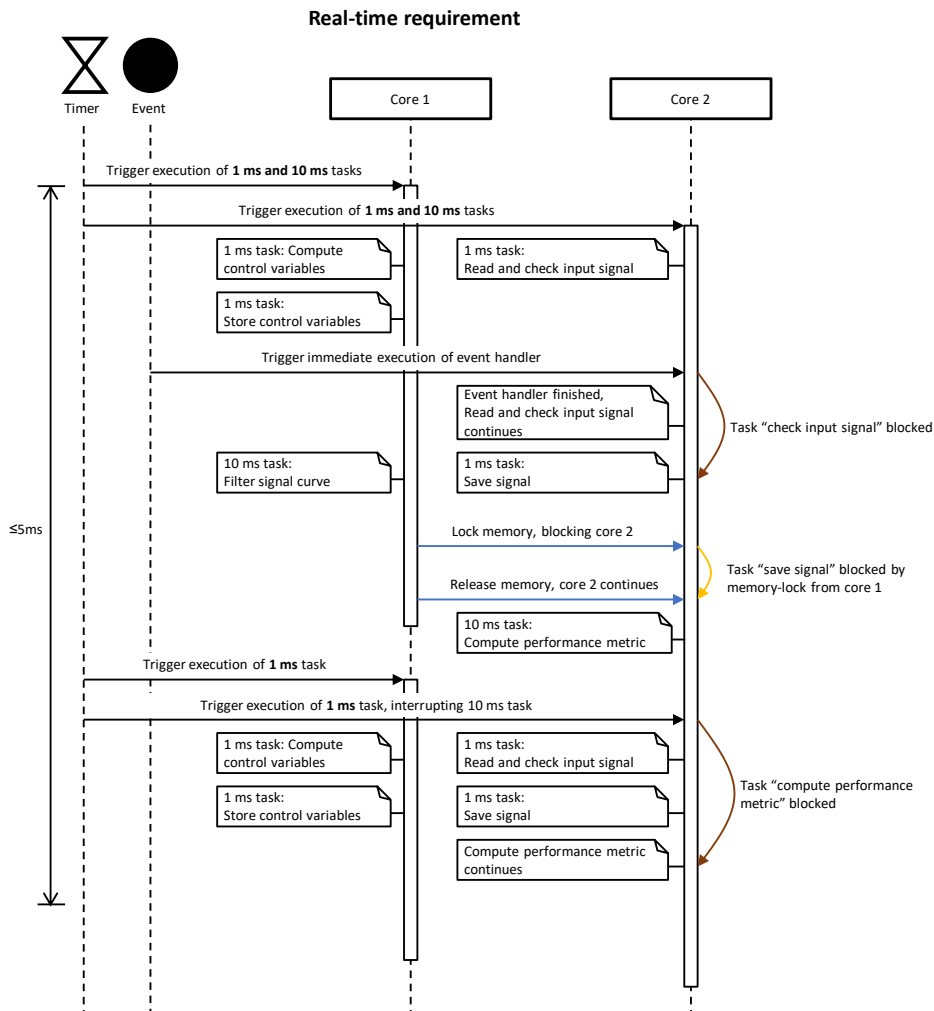 Real-time requirement
Timer
Event
Core 1
Core 2
Trigger execution of 1 ms and 10 ms tasks
Trigger execution of 1 ms and 10 ms tasks
1 ms task: Compute
control variables
1 ms task:
Read and check input signal
1 ms task:
Store control variables
Trigger immediate execution of event handler
Event handler finished,
Read and check input signal
continues
Task “check input signal” blocked
10 ms task:
Filter signal curve
1 ms task:
Save signal
≤5ms
Lock memory, blocking core 2
Task “save signal” blocked by
memory-lock from core 1
Release memory, core 2 continues
10 ms task:
Compute performance metric
Trigger execution of 1 ms task
Trigger execution of 1 ms task, interrupting 10 ms task
1 ms task: Compute
control variables
1 ms task:
Read and check input signal
Task “compute performance
metric” blocked
1 ms task:
Store control variables
1 ms task:
Save signal
Compute performance metric
continues